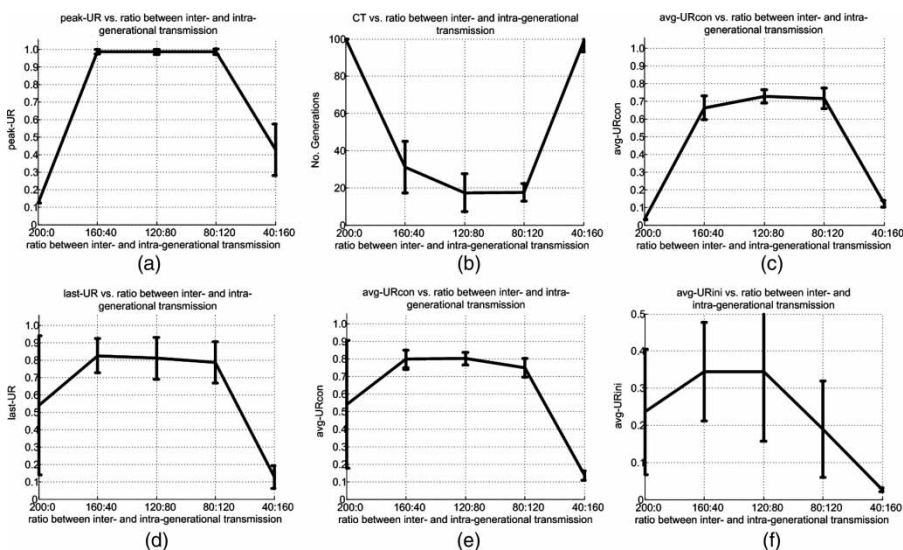 peak-UR vs. ratio between inter- and intra-
generational transmission
1.0
0.9
0.8
0.7
0.6
0.5
0.4
0.3
0.2
0.1
peak-UR
200:0 160:40 120:80 80:120 40:160
ratio between inter- and intra-generational transmission
(a)
CT vs. ratio between inter- and intra-generational
transmission
100
80
60
40
20
0
No. Generations
200:0 160:40 120:80 80:120 40:160
ratio between inter- and intra-generational transmission
(b)
avg-URcon vs. ratio between inter- and intra-
generational transmission
1.0
0.9
0.8
0.7
0.6
0.5
0.4
0.3
0.2
0.1
0
avg-URcon
200:0 160:40 120:80 80:120 40:160
ratio between inter- and intra-generational transmission
(c)
last-UR vs. ratio between inter- and intra-
generational transmission
1.0
0.9
0.8
0.7
0.6
0.5
0.4
0.3
0.2
0.1
0
last-UR
200:0 160:40 120:80 80:120 40:160
ratio between inter- and intra-generational transmission
(d)
avg-URcon vs. ratio between inter- and intra-
generational transmission
1.0
0.9
0.8
0.7
0.6
0.5
0.4
0.3
0.2
0.1
0
avg-URcon
200:0 160:40 120:80 80:120 40:160
ratio between inter- and intra-generational transmission
(e)
avg-URini vs. ratio between inter- and
intra-generational transmission
0.5
0.4
0.3
0.2
0.1
0
avg-URini
200:0 160:40 120:80 80:120 40:160
ratio between inter- and intra-generational transmission
(f)